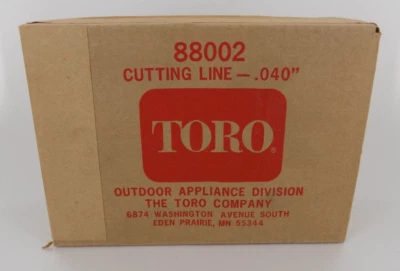 88002
CUTTING LINE — .040"
TORO®
OUTDOOR APPLIANCE DIVISION
THE TORO COMPANY
6874 WASHINGTON AVENUE SOUTH
EDEN PRAIRIE, MN 55344